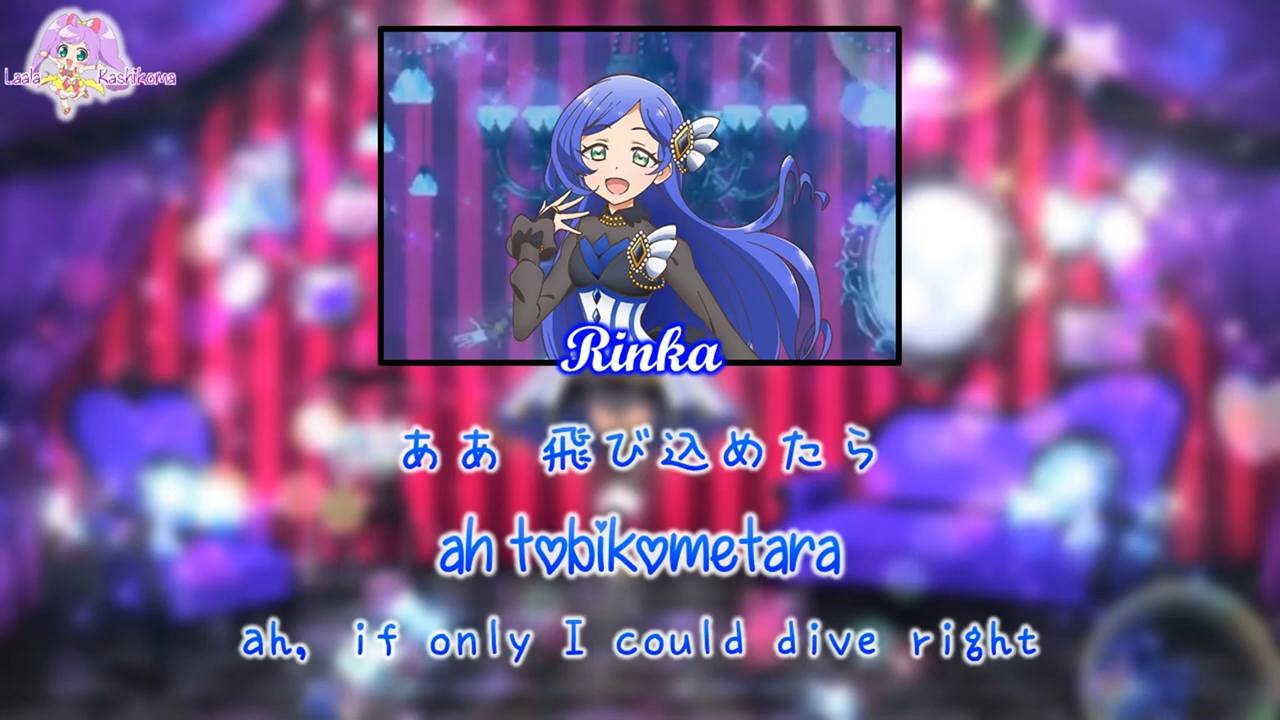 Laala Kashikoma
Rinka
ああ 飛び込めたら
ah tobikometara
ah, if only I could dive right